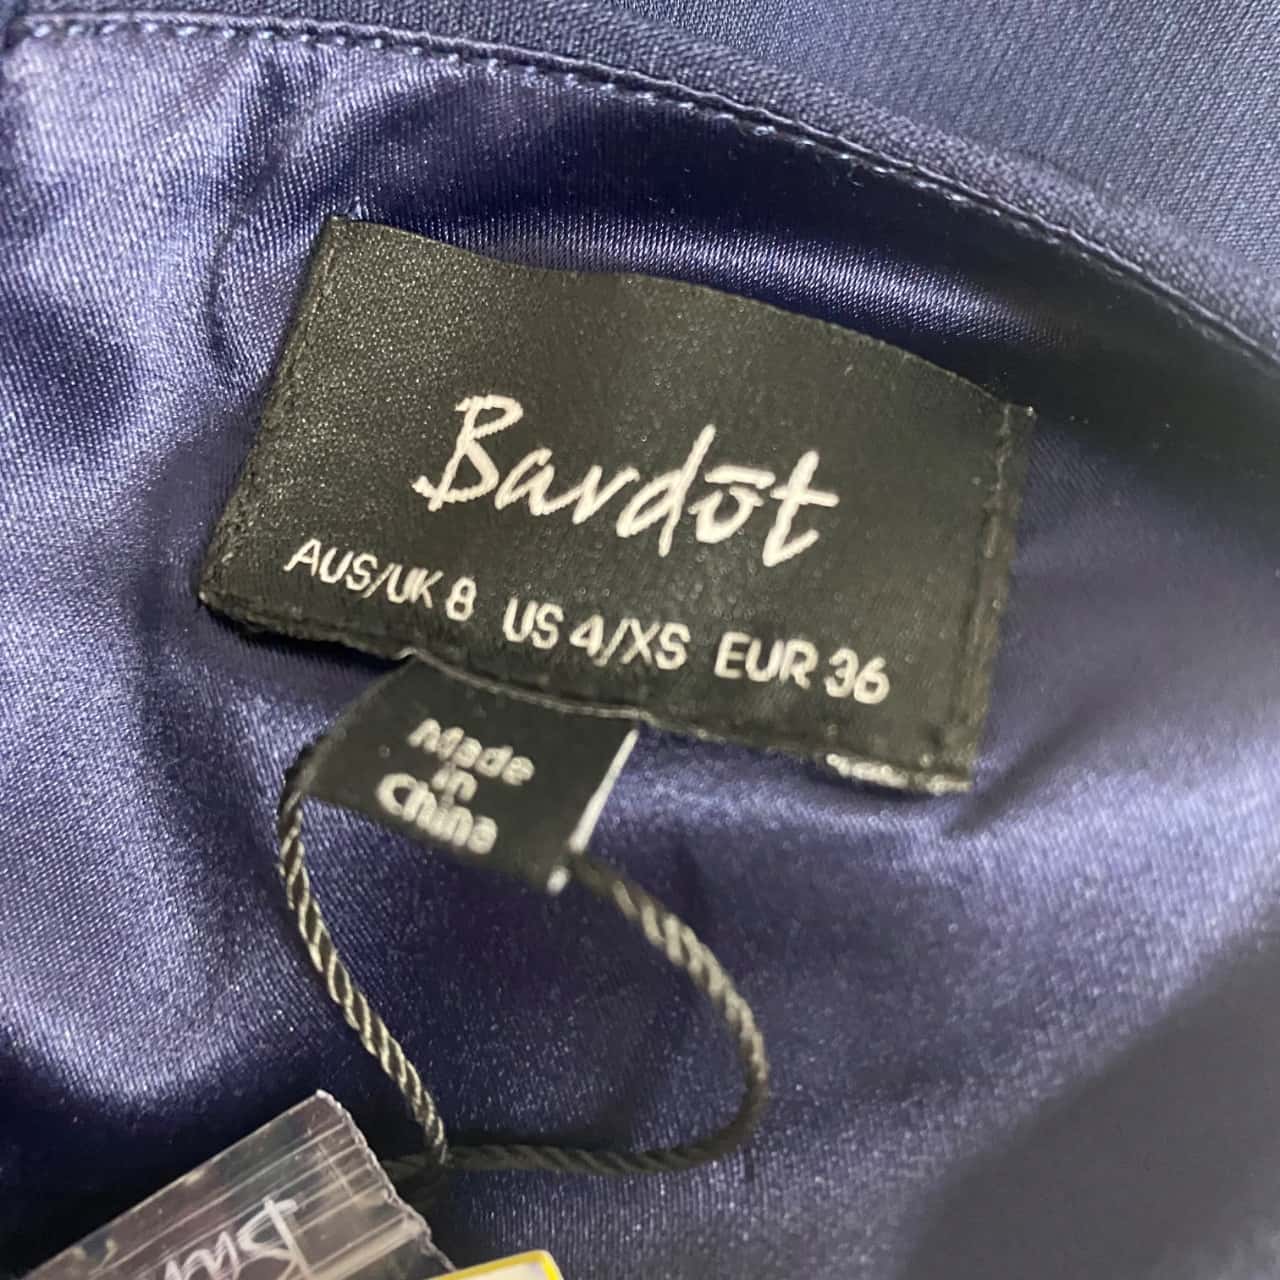 Bardōt
AUS/UK 8 US 4/XS EUR 36
Made
in
China